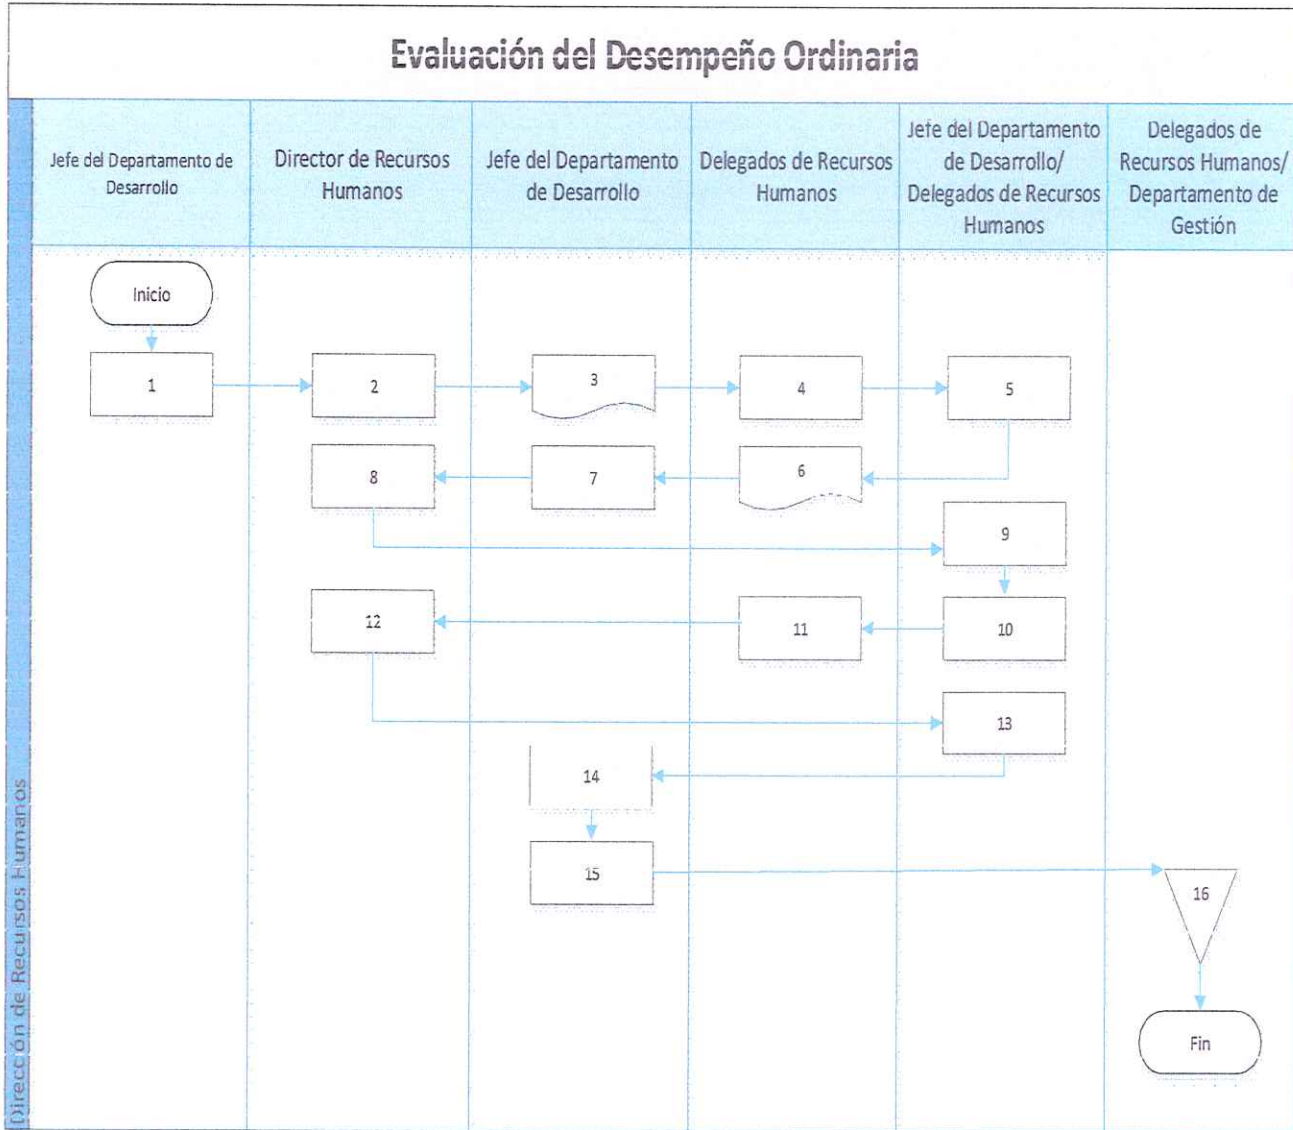 Evaluación del Desempeño Ordinaria
Jefe del Departamento de
Desarrollo
Director de Recursos
Humanos
Jefe del Departamento
de Desarrollo
Delegados de Recursos
Humanos
Jefe del Departamento
de Desarrollo/
Delegados de Recursos
Humanos
Delegados de
Recursos Humanos/
Departamento de
Gestión
Inicio
1
2
3
4
5
8
7
6
9
12
11
10
13
14
15
16
Fin
Dirección de Recursos Humanos